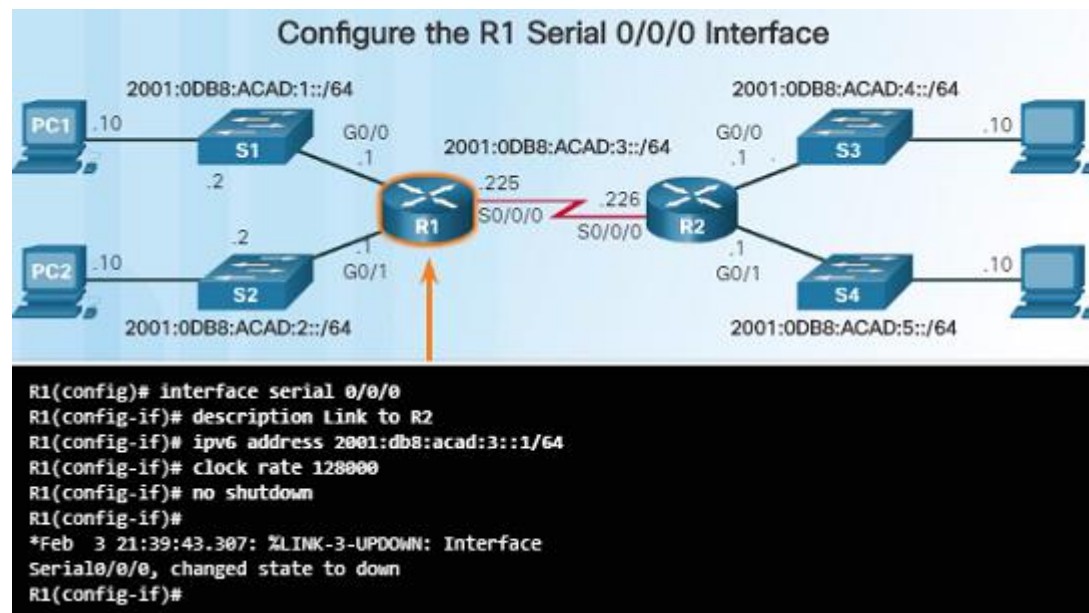 Configure the R1 Serial 0/0/0 Interface
2001:0DB8:ACAD:1::/64
2001:0DB8:ACAD:4::/64
PC1
.10
S1
G0/0
.1
.2
2001:0DB8:ACAD:3::/64
G0/0
.1
S3
.10
.225
S0/0/0
R1
.226
S0/0/0
R2
PC2
.10
.2
S2
.1
G0/1
.1
G0/1
S4
.10
2001:0DB8:ACAD:2::/64
2001:0DB8:ACAD:5::/64
R1(config)# interface serial 0/0/0
R1(config-if)# description Link to R2
R1(config-if)# ipv6 address 2001:db8:acad:3::1/64
R1(config-if)# clock rate 128000
R1(config-if)# no shutdown
R1(config-if)#
*Feb  3 21:39:43.307: %LINK-3-UPDOWN: Interface
Serial0/0/0, changed state to down
R1(config-if)#